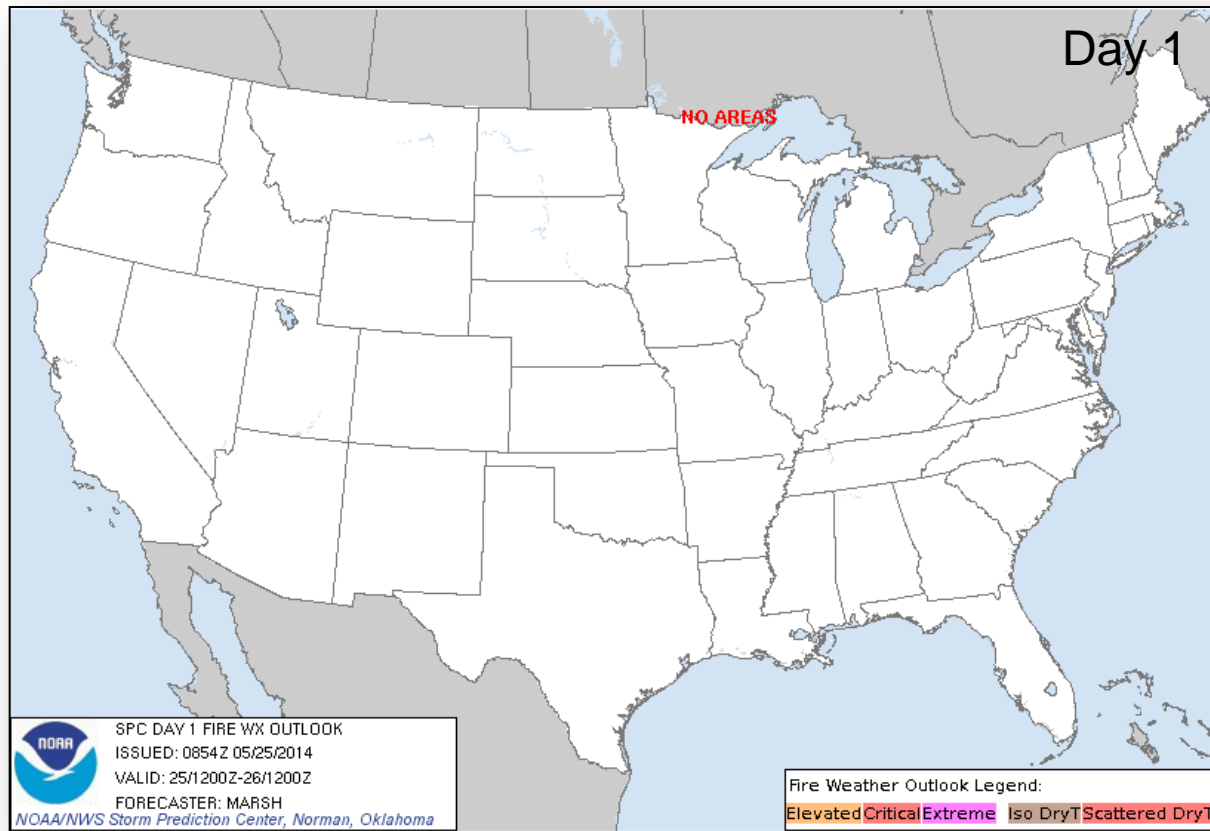 Day 1
NO AREAS
NOAA
SPC DAY 1 FIRE WX OUTLOOK
ISSUED: 0854Z 05/25/2014
VALID: 25/1200Z-26/1200Z
FORECASTER: MARSH
NOAA/NWS Storm Prediction Center, Norman, Oklahoma
Fire Weather Outlook Legend:
Elevated Critical Extreme Iso DryT Scattered DryT